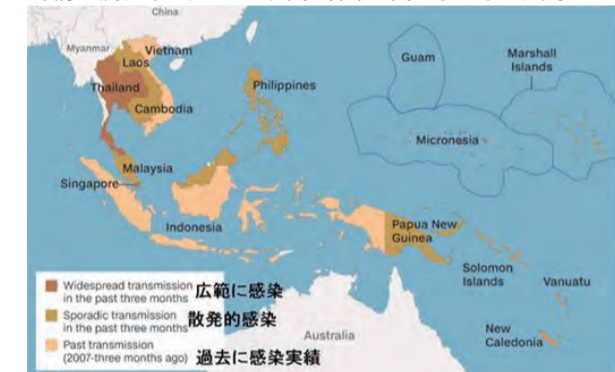 China
Myanmar
Vietnam
Laos
Thailand
Cambodia
Philippines
Guam
Marshall
Islands
Micronesia
Malaysia
Singapore
Indonesia
Papua New
Guinea
Solomon
Islands
Vanuatu
New
Caledonia
Australia
Widespread transmission
in the past three months 広範に感染
Sporadic transmission
in the past three months 散発的感染
Past transmission
(2007-three months ago) 過去に感染実績